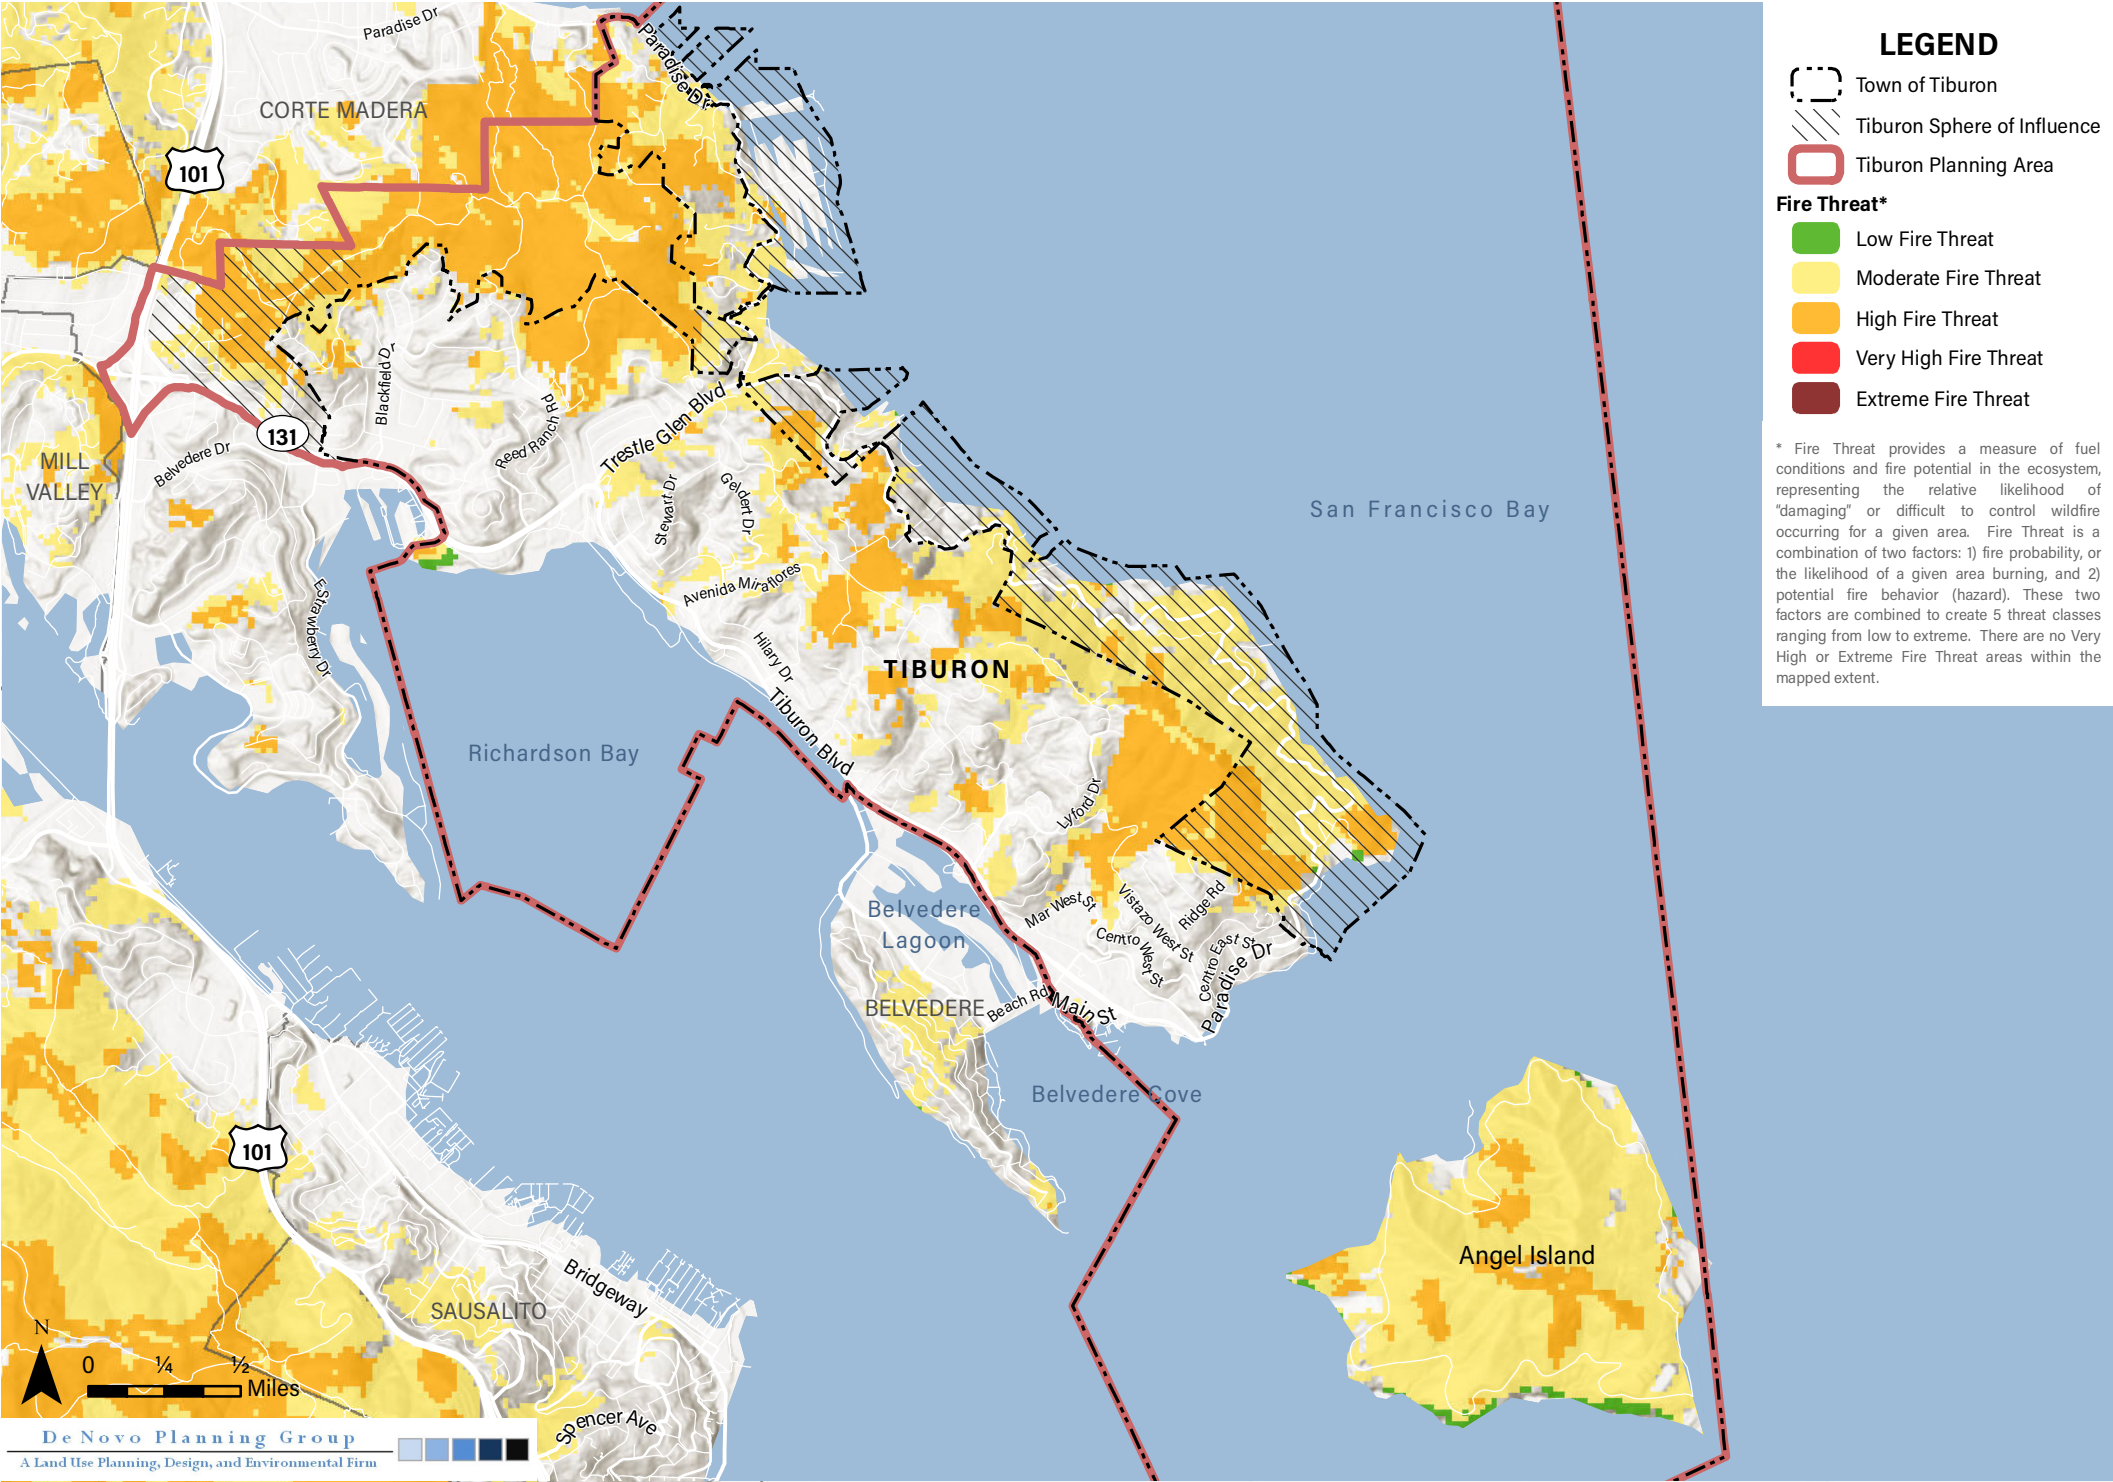 Paradise Dr
CORTE MADERA
101
Paradise Dr
Blackfield Dr
Reed Ranch Rd
Trestle Glen Blvd
131
Belvedere Dr
MILL
VALLEY
Stewart Dr
Geldert Dr
E Strawberry Dr
Avenida Miraflores
Hilary Dr
TIBURON
Tiburon Blvd
Richardson Bay
San Francisco Bay
Lyford Dr
Mar West St
Vistazo West St
Ridge Rd
Centro West St
Centro East St
Paradise Dr
Belvedere
Lagoon
BELVEDERE
Beach Rd
Main St
Belvedere Cove
101
Angel Island
Bridgeway
SAUSALITO
Spencer Ave
N
0 ¼ ½
Miles
De Novo Planning Group
A Land Use Planning, Design, and Environmental Firm
LEGEND
Town of Tiburon
Tiburon Sphere of Influence
Tiburon Planning Area
Fire Threat*
Low Fire Threat
Moderate Fire Threat
High Fire Threat
Very High Fire Threat
Extreme Fire Threat
* Fire Threat provides a measure of fuel
conditions and fire potential in the ecosystem,
representing the relative likelihood of
"damaging" or difficult to control wildfire
occurring for a given area. Fire Threat is a
combination of two factors: 1) fire probability, or
the likelihood of a given area burning, and 2)
potential fire behavior (hazard). These two
factors are combined to create 5 threat classes
ranging from low to extreme. There are no Very
High or Extreme Fire Threat areas within the
mapped extent.